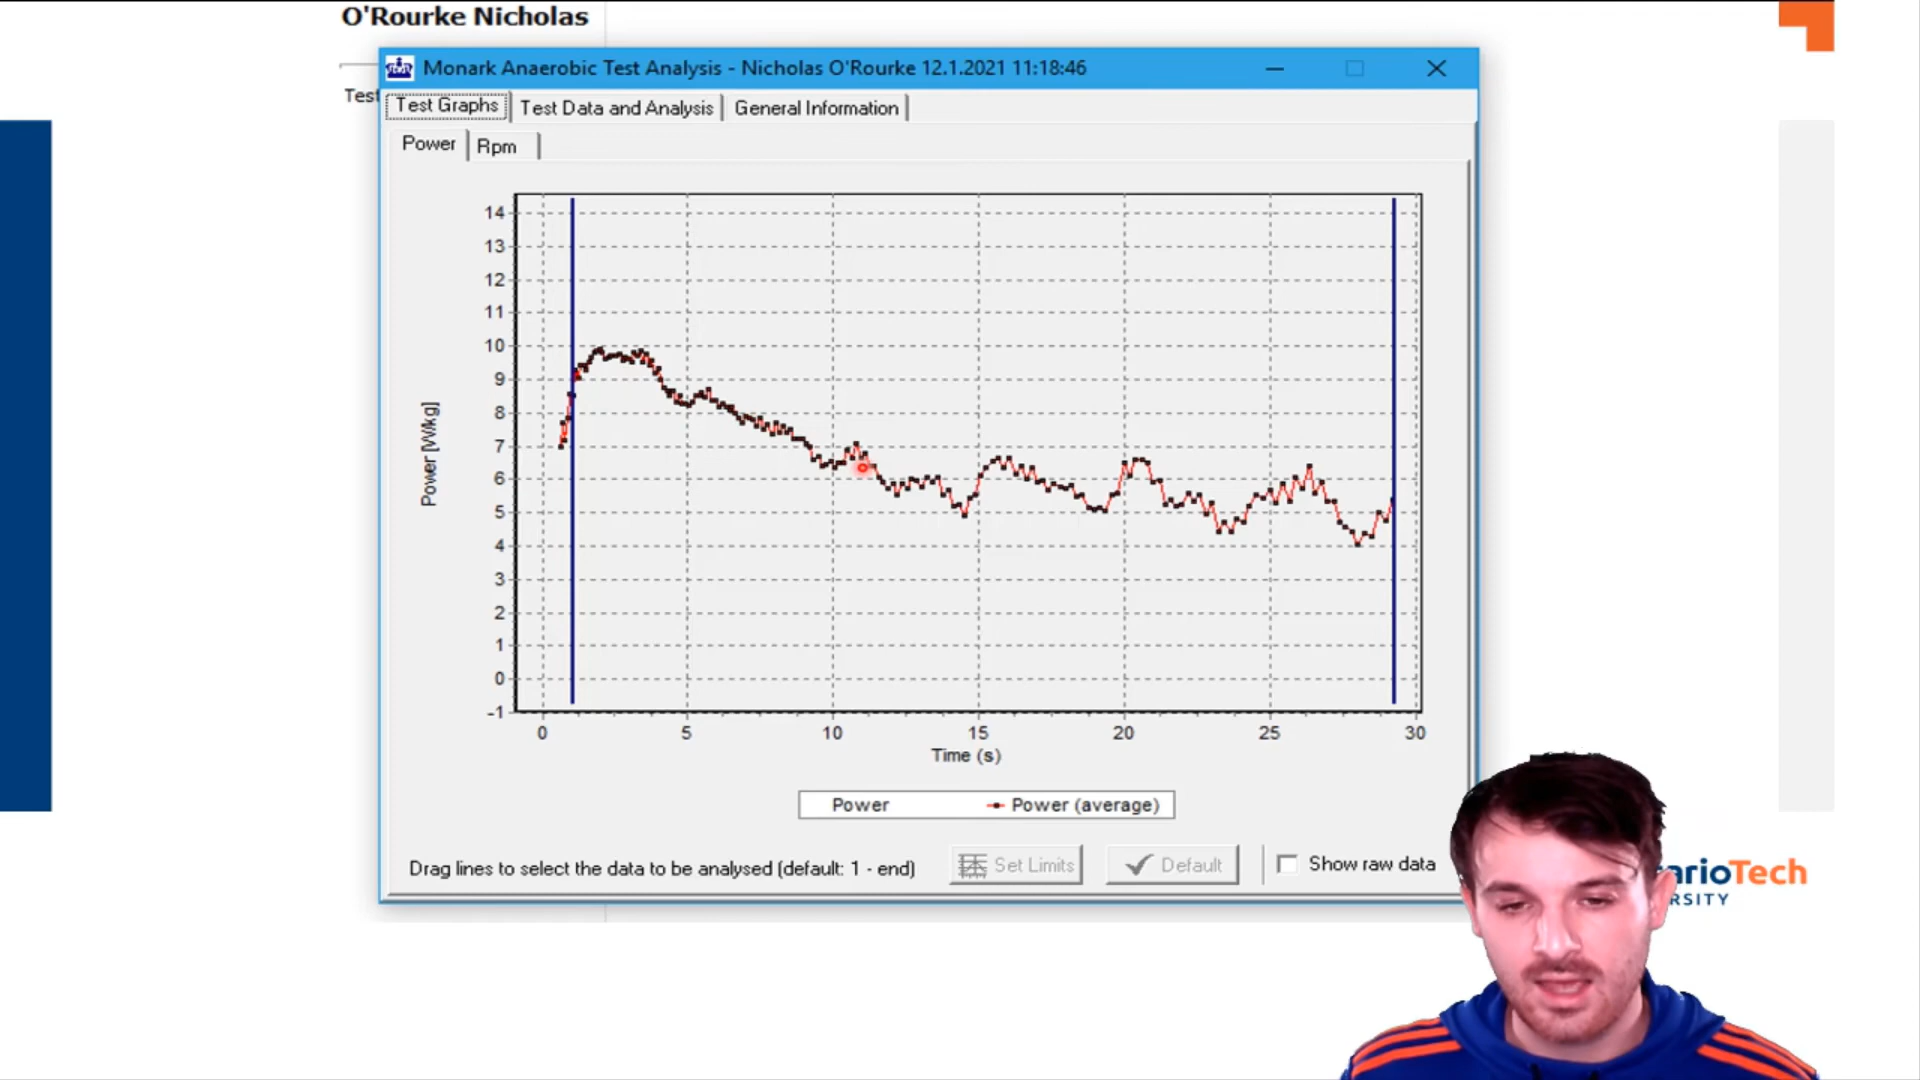 O'Rourke Nicholas
Monark Anaerobic Test Analysis - Nicholas O'Rourke 12.1.2021 11:18:46
Test
Test Graphs
Test Data and Analysis
General Information
Power
Rpm
14
13
12
11
10
9
8
7
6
5
4
3
2
1
0
-1
Power [W/kg]
0 5 10 15 20 25 30
Time (s)
Power
Power (average)
Drag lines to select the data to be analysed (default: 1 - end)
Set Limits
Default
Show raw data
arioTech
RSITY